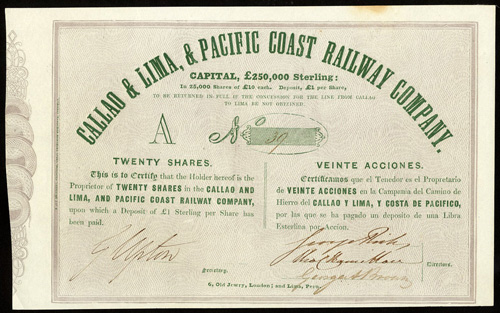 CALLAO & LIMA, & PACIFIC COAST RAILWAY COMPANY.
CAPITAL, £250,000 Sterling:
In 25,000 Shares of £10 each. Deposit, £1 per Share,
TO BE RETURNED IN FULL IF THE CONCESSION FOR THE LINE FROM CALLAO
TO LIMA BE NOT OBTAINED.
A No 39
TWENTY SHARES.
This is to Certify that the Holder hereof is the
Proprietor of TWENTY SHARES in the CALLAO AND
LIMA, AND PACIFIC COAST RAILWAY COMPANY,
upon which a Deposit of £1 Sterling per Share has
been paid.
Upton
Secretary.
VEINTE ACCIONES.
Certificamos que el Tenedor es el Propietario
de VEINTE ACCIONES en la Compania del Camino de
Hierro del CALLAO Y LIMA, Y COSTA DE PACIFICO,
por las que se ha pagado un deposito de una Libra
Esterlina por Accion.
George
George
Directors.
6, Old Jewry, London; and Lima, Peru.